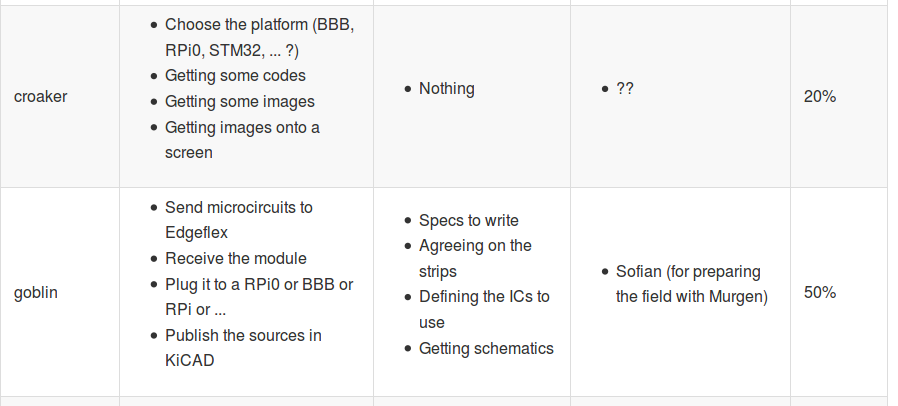 croaker
• Choose the platform (BBB,
RPi0, STM32, ... ?)
• Getting some codes
• Getting some images
• Getting images onto a
screen
• Nothing
• ??
20%
goblin
• Send microcircuits to
Edgeflex
• Receive the module
• Plug it to a RPi0 or BBB or
RPi or ...
• Publish the sources in
KiCAD
• Specs to write
• Agreeing on the
strips
• Defining the ICs to
use
• Getting schematics
• Sofian (for preparing
the field with Murgen)
50%